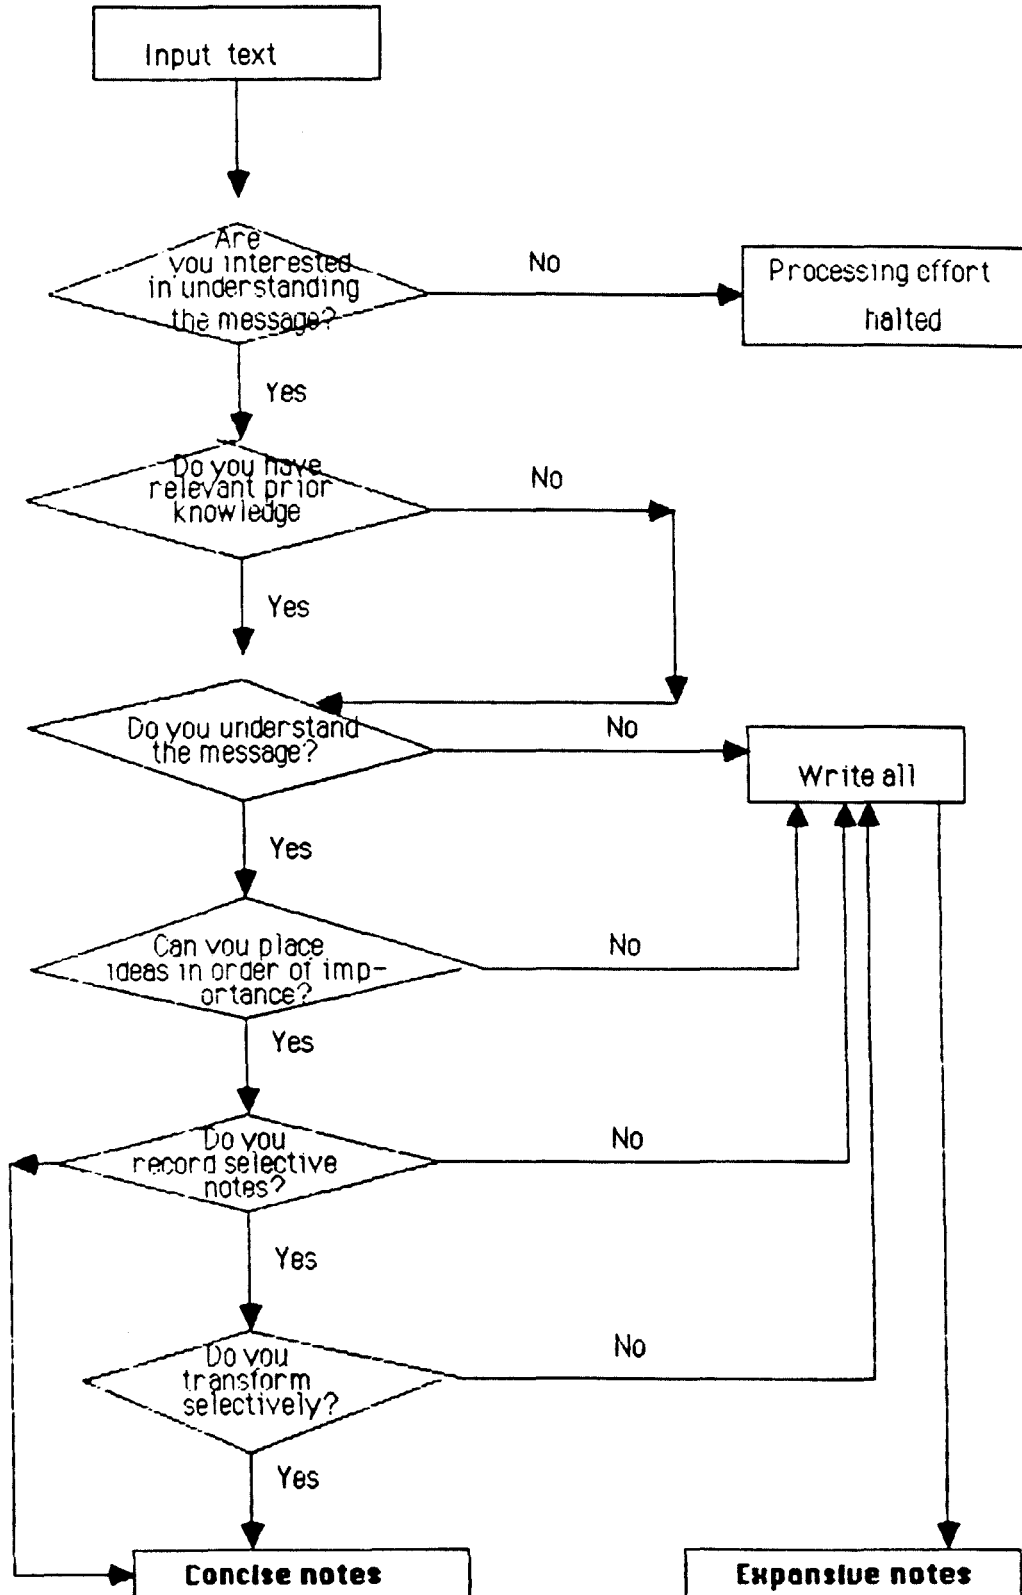 Input text
Are
you interested
in understanding
the message?
No
Processing effort
halted
Yes
Do you have
relevant prior
knowledge
No
Yes
Do you understand
the message?
No
Write all
Yes
Can you place
ideas in order of imp-
ortance?
No
Yes
Do you
record selective
notes?
No
Yes
Do you
transform
selectively?
No
Yes
Concise notes
Expansive notes